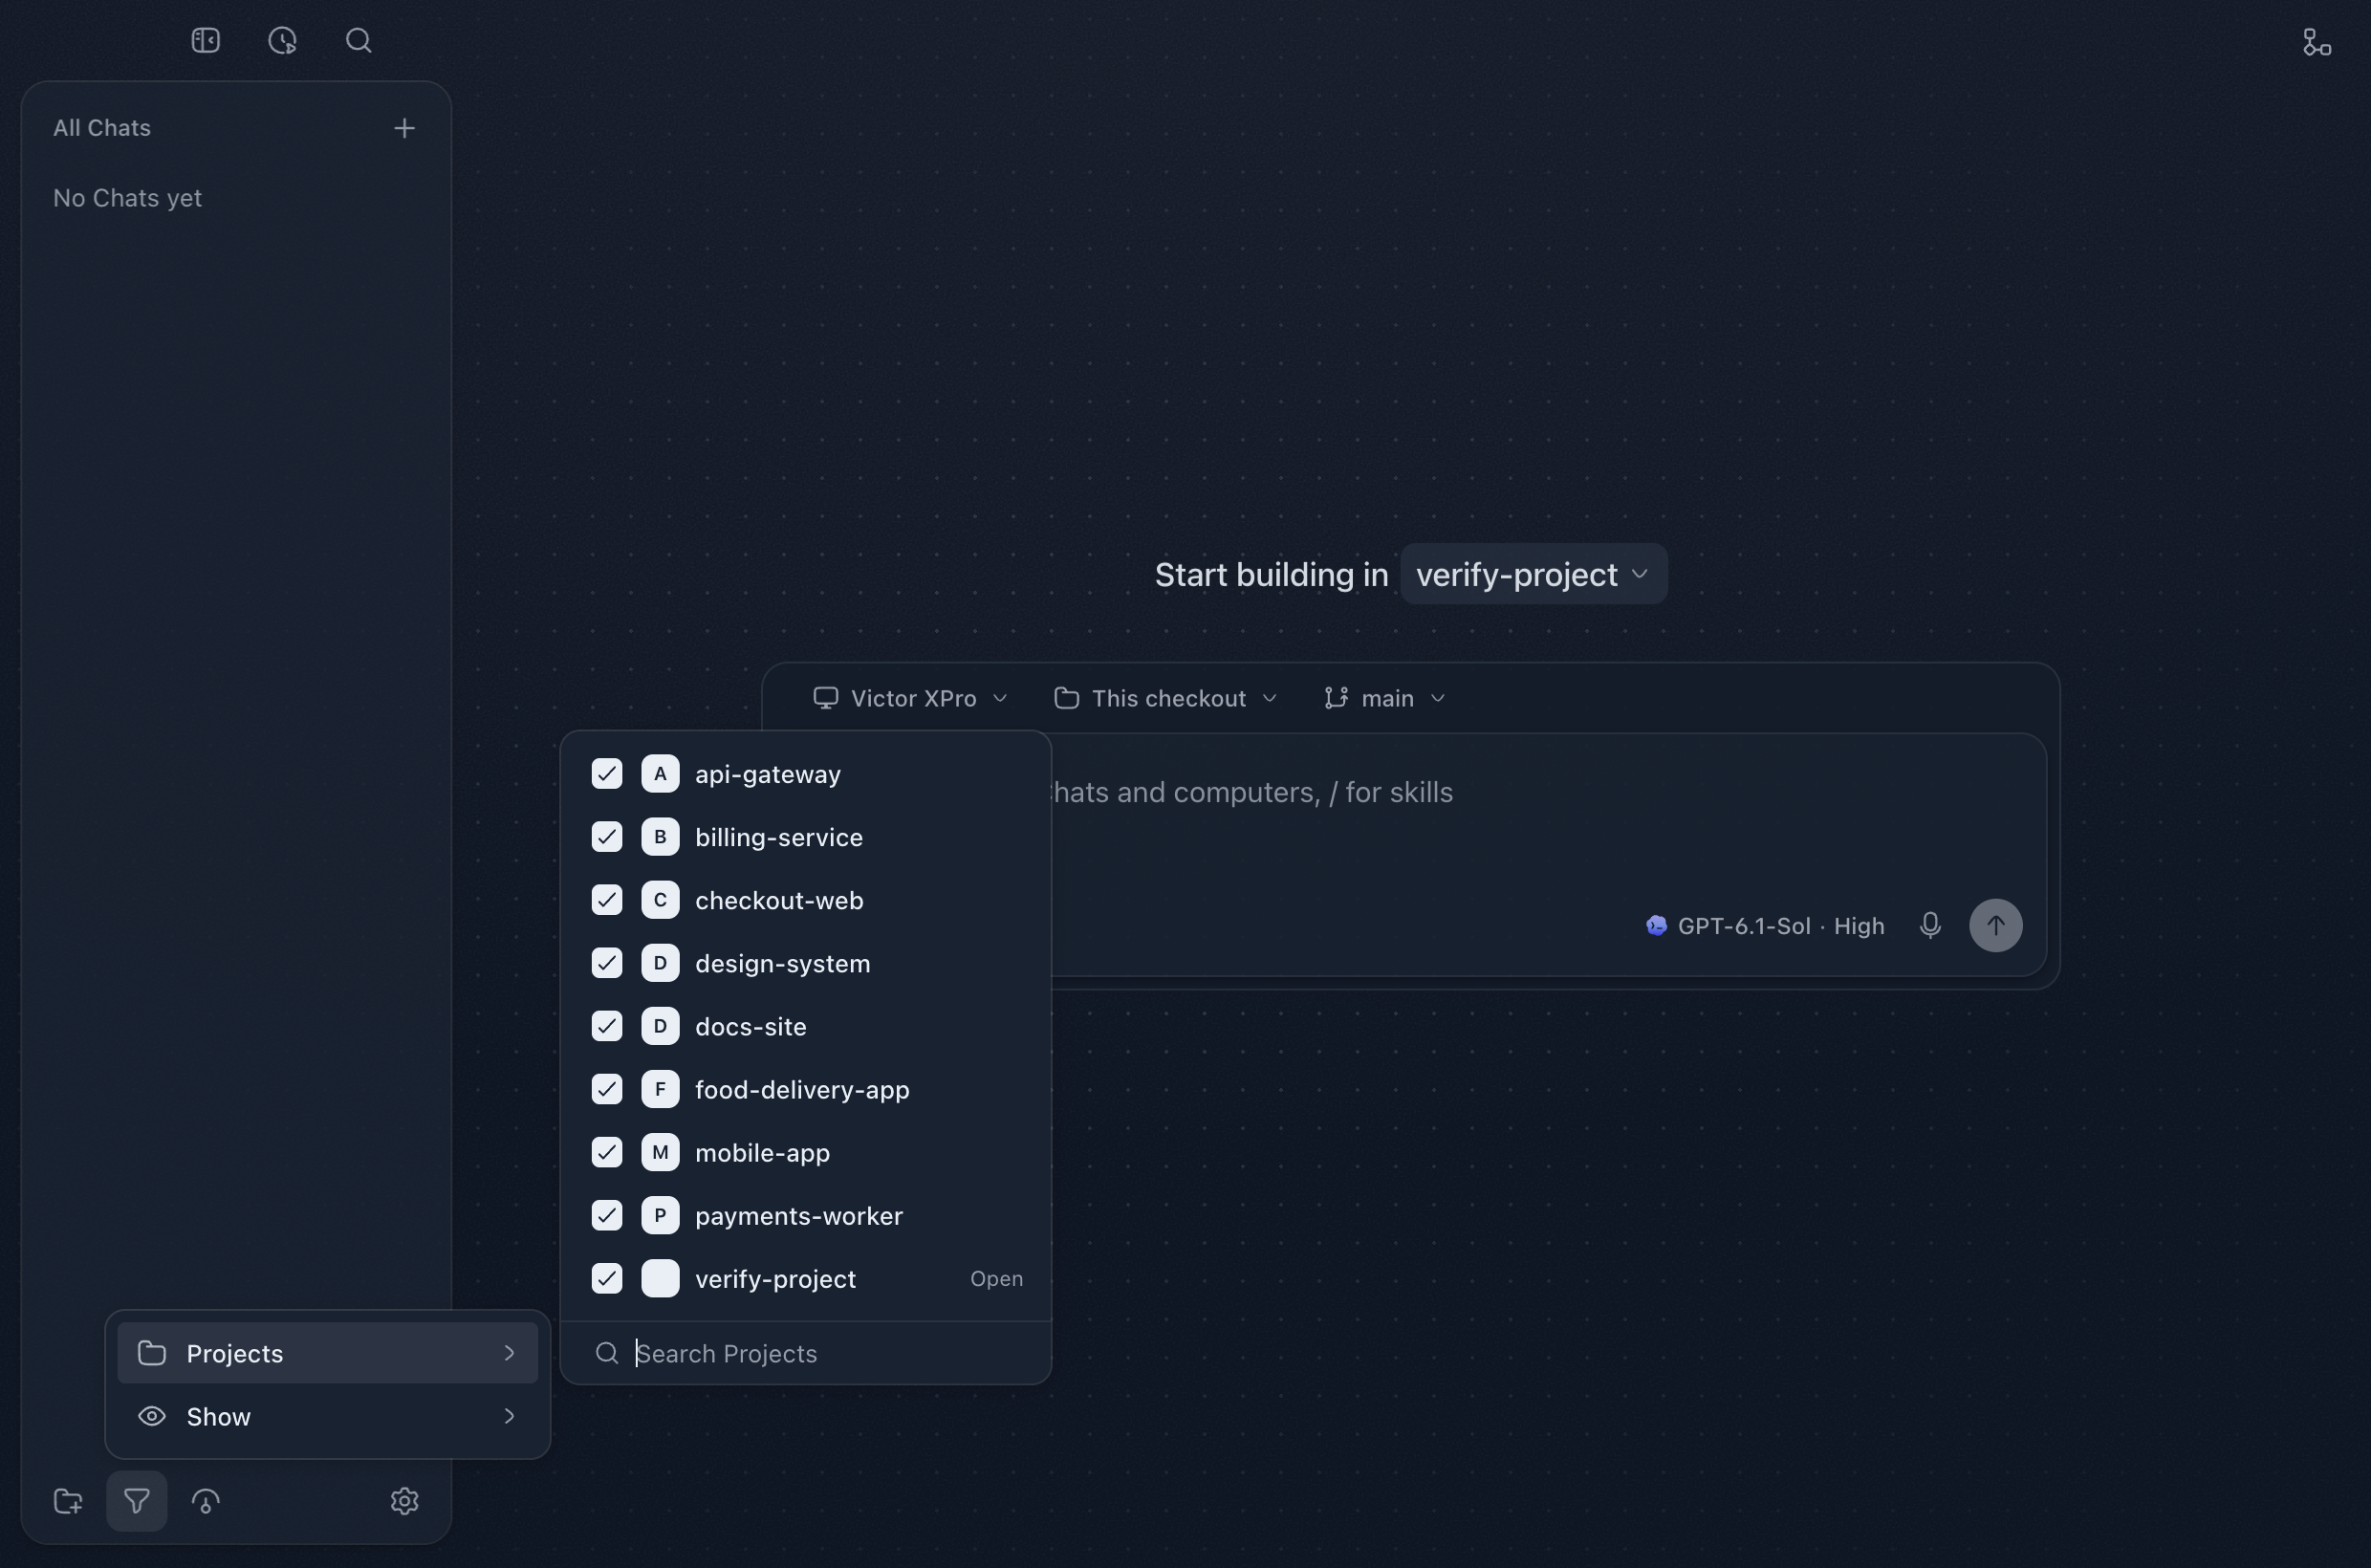 All Chats
No Chats yet
Start building in verify-project
Victor XPro This checkout main
hats and computers, / for skills
GPT-6.1-Sol · High
A api-gateway
B billing-service
C checkout-web
D design-system
D docs-site
F food-delivery-app
M mobile-app
P payments-worker
verify-project Open
Search Projects
Projects
Show